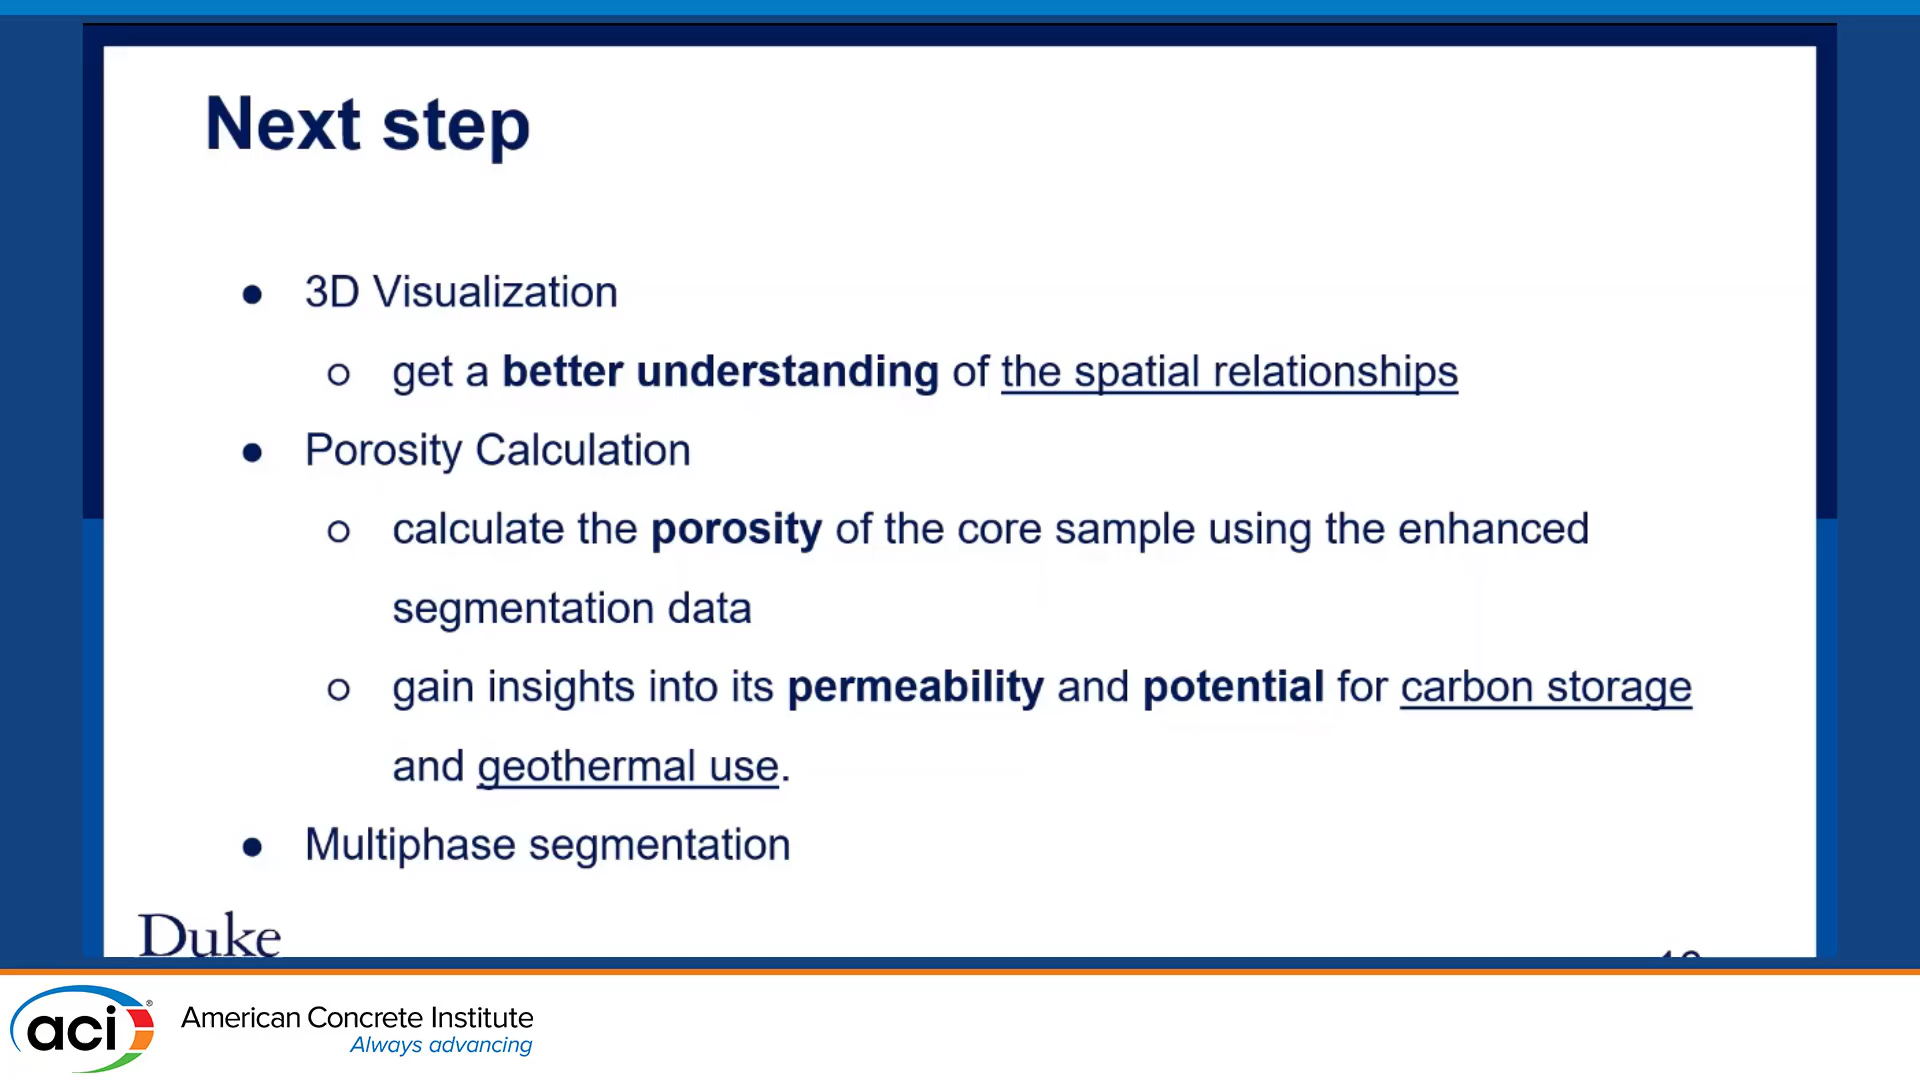 Next step
● 3D Visualization
○ get a better understanding of the spatial relationships
● Porosity Calculation
○ calculate the porosity of the core sample using the enhanced
segmentation data
○ gain insights into its permeability and potential for carbon storage
and geothermal use.
● Multiphase segmentation
Duke
aci®
American Concrete Institute
Always advancing